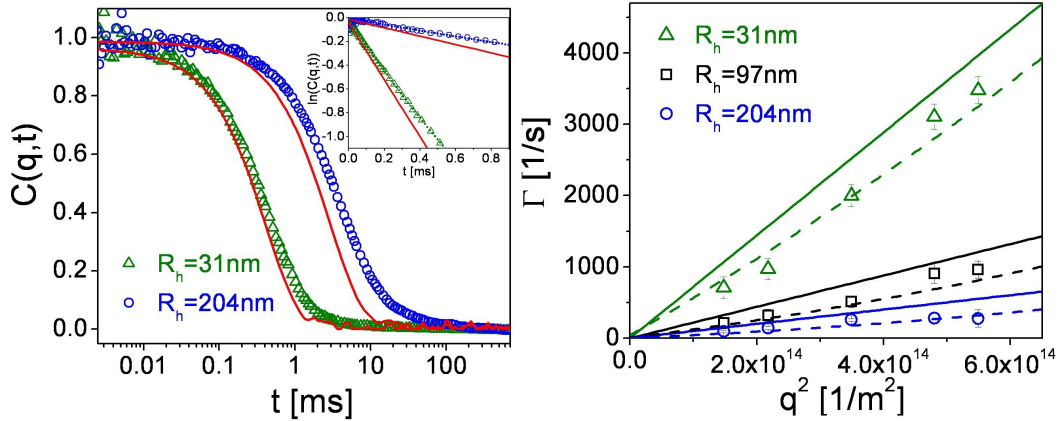 1.0
0.8
0.6
0.4
0.2
0.0
C(q,t)
0.01
0.1
1
10
100
t [ms]
R_h=31nm
R_h=204nm
0.0
-0.2
-0.4
-0.6
-0.8
-1.0
ln(C(q,t)
0.0
0.2
0.4
0.6
0.8
t [ms]
4000
3000
2000
1000
0
Γ [1/s]
R_h=31nm
R_h=97nm
R_h=204nm
0.0
2.0x10^14
4.0x10^14
6.0x10^14
q^2 [1/m^2]